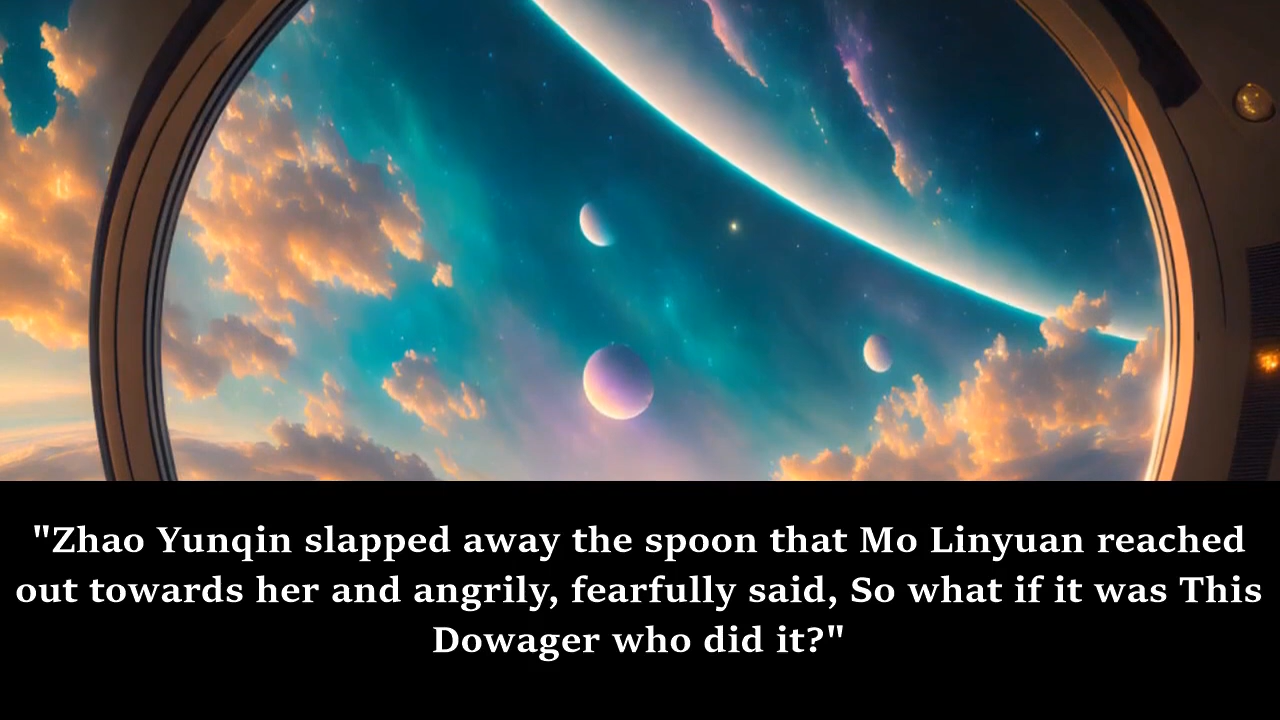 "Zhao Yunqin slapped away the spoon that Mo Linyuan reached
out towards her and angrily, fearfully said, So what if it was This
Dowager who did it?"